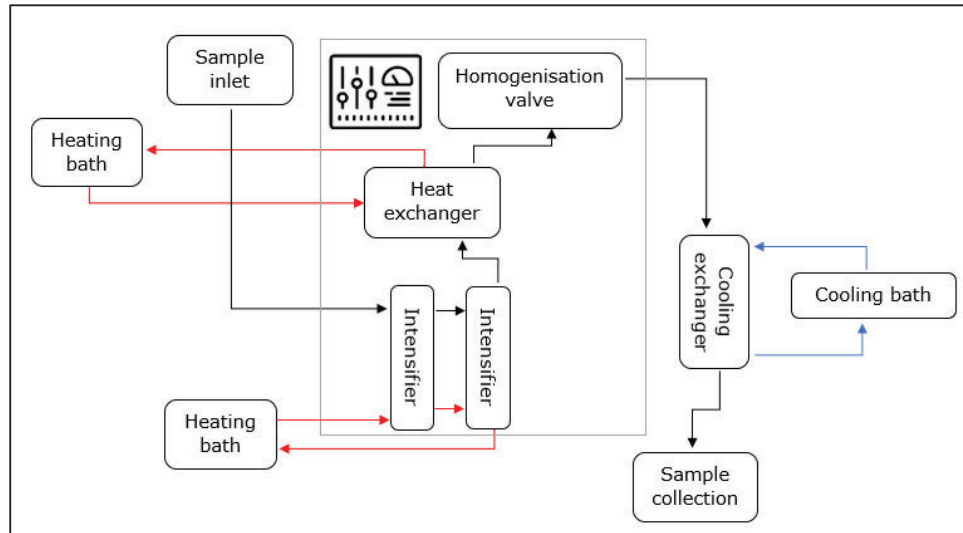 Sample
inlet
Homogenisation
valve
Heating
bath
Heat
exchanger
Cooling
exchanger
Cooling bath
Intensifier
Intensifier
Heating
bath
Sample
collection